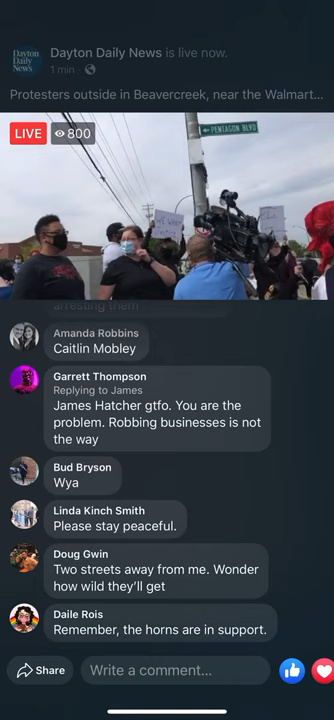 Dayton
Daily
News
Dayton Daily News is live now.
1 min ·
Protesters outside in Beavercreek, near the Walmart...
LIVE
800
PENTAGON BLVD
WE WANT
arresting them
Amanda Robbins
Caitlin Mobley
Garrett Thompson
Replying to James
James Hatcher gtfo. You are the
problem. Robbing businesses is not
the way
Bud Bryson
Wya
Linda Kinch Smith
Please stay peaceful.
Doug Gwin
Two streets away from me. Wonder
how wild they'll get
Daile Rois
Remember, the horns are in support.
Share
Write a comment...